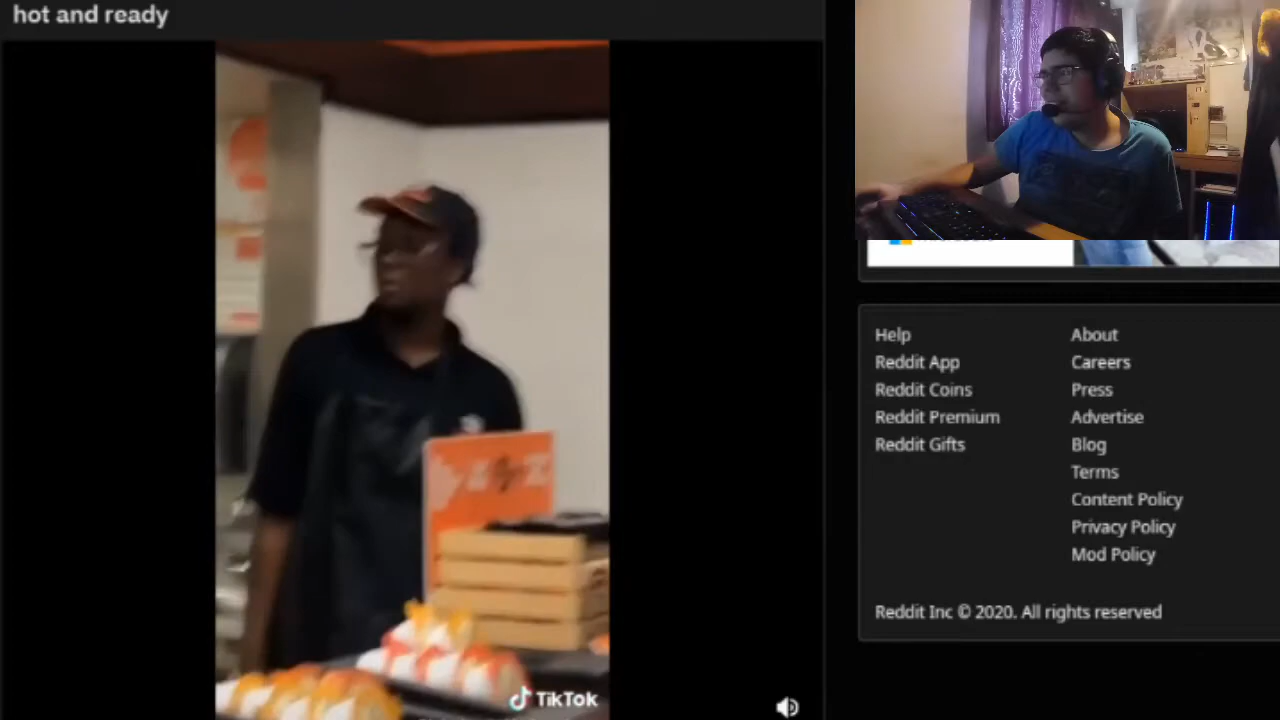 hot and ready
TikTok
Help
Reddit App
Reddit Coins
Reddit Premium
Reddit Gifts
About
Careers
Press
Advertise
Blog
Terms
Content Policy
Privacy Policy
Mod Policy
Reddit Inc © 2020. All rights reserved